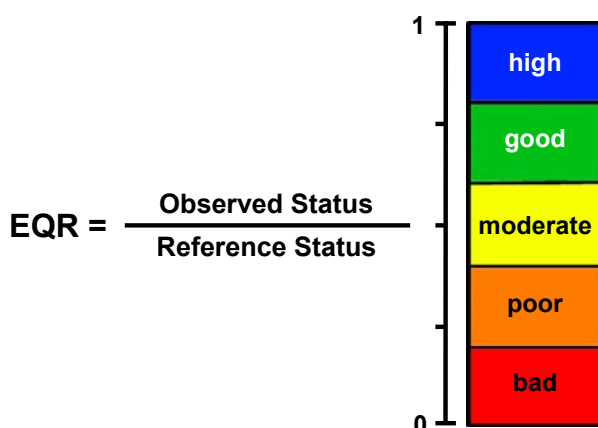 1
high
good
EQR = Observed Status
Reference Status
moderate
poor
bad
0